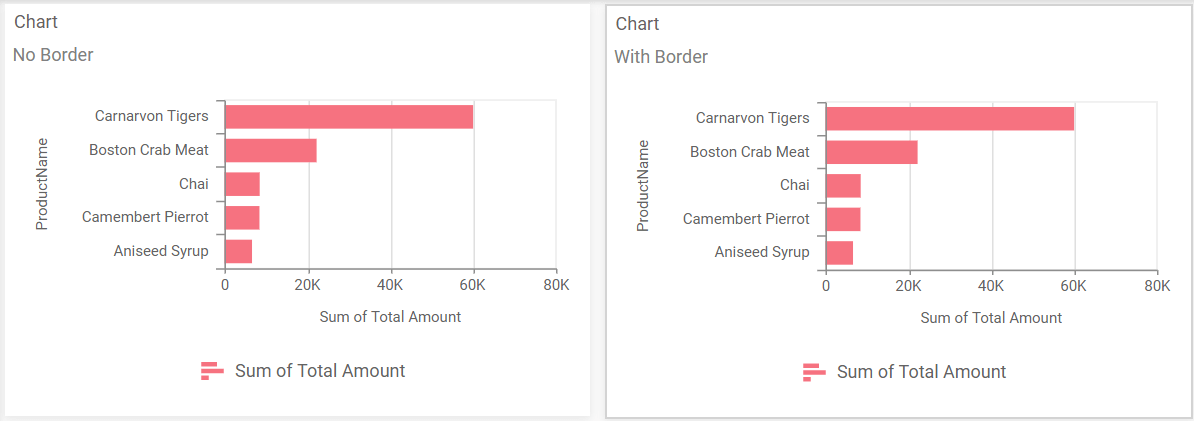 Chart
No Border
ProductName
Carnarvon Tigers
Boston Crab Meat
Chai
Camembert Pierrot
Aniseed Syrup
0 20K 40K 60K 80K
Sum of Total Amount
Sum of Total Amount
Chart
With Border
ProductName
Carnarvon Tigers
Boston Crab Meat
Chai
Camembert Pierrot
Aniseed Syrup
0 20K 40K 60K 80K
Sum of Total Amount
Sum of Total Amount